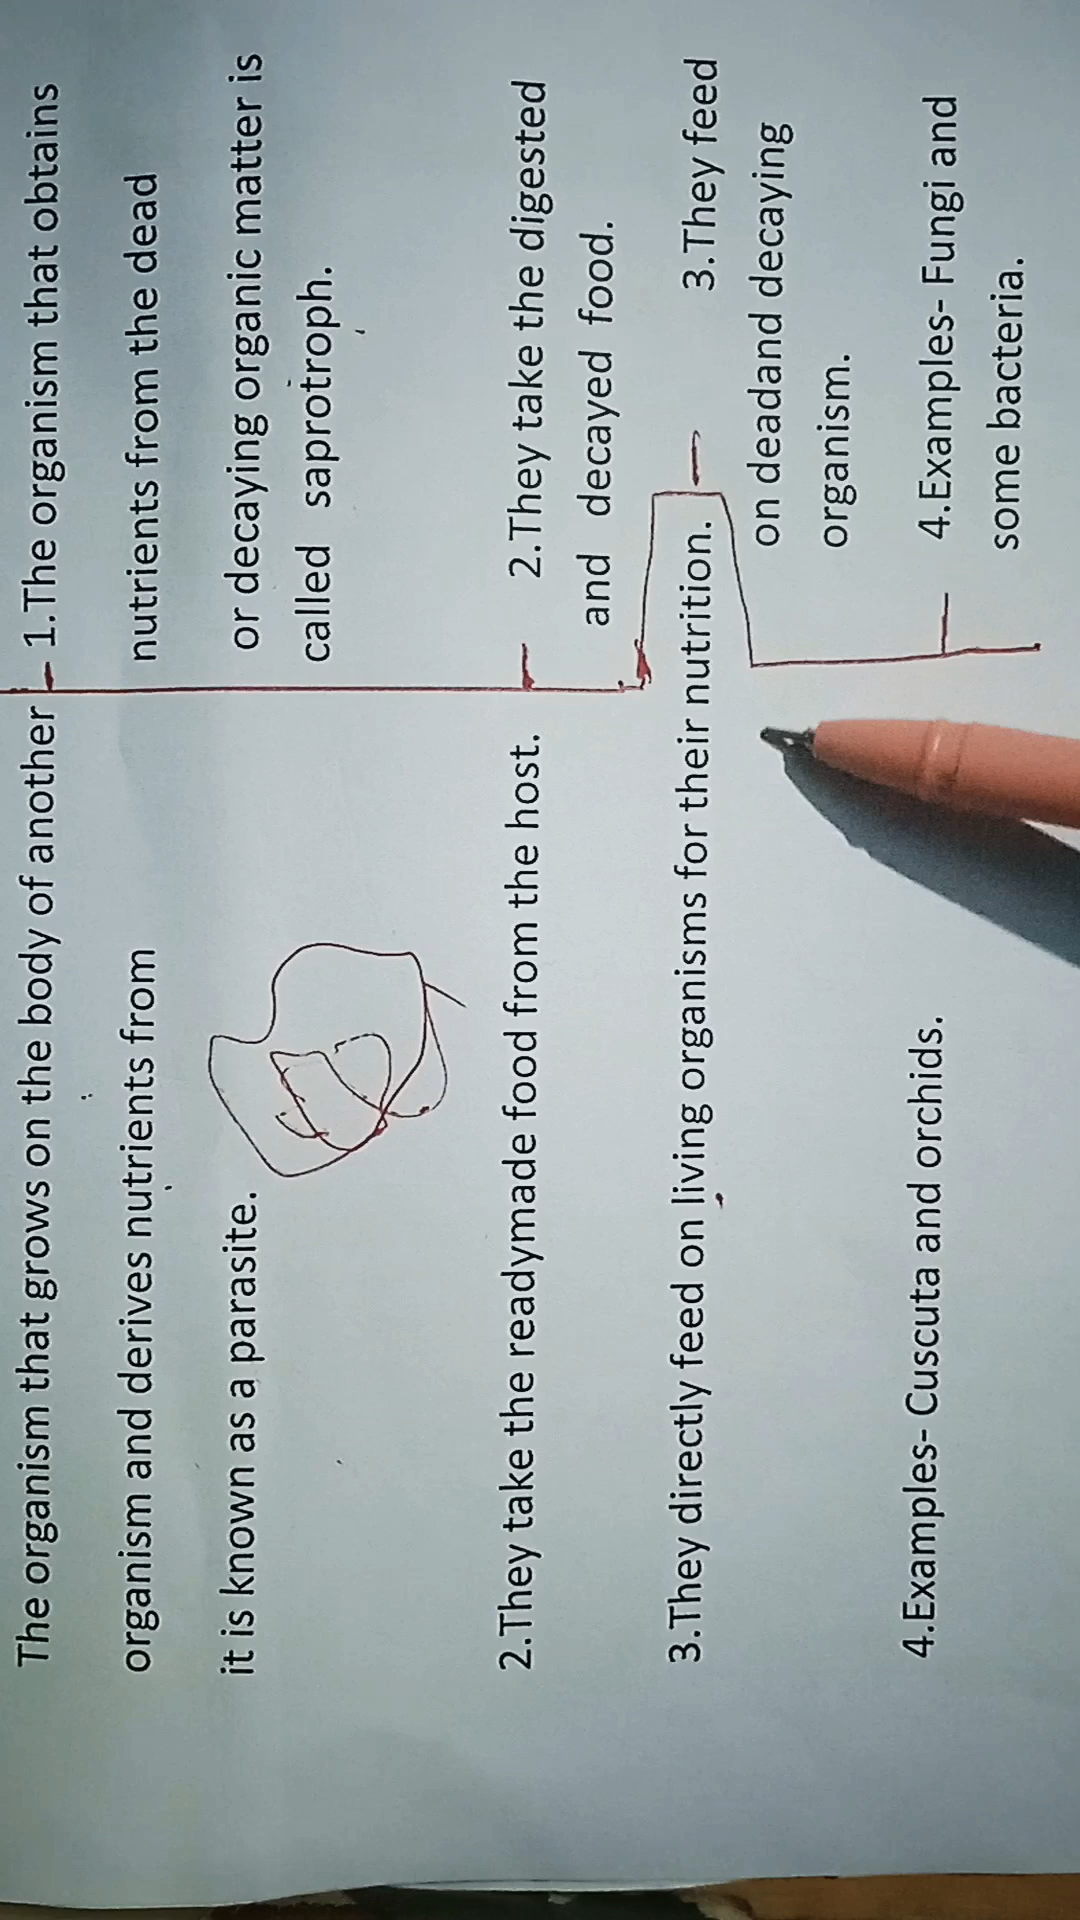 The organism that grows on the body of another
organism and derives nutrients from
it is known as a parasite.
2.They take the readymade food from the host.
3.They directly feed on living organisms for their nutrition.
4.Examples- Cuscuta and orchids.
1.The organism that obtains
nutrients from the dead
or decaying organic matter is
called saprotroph.
2.They take the digested
and decayed food.
3.They feed
on deadand decaying
organism.
4.Examples- Fungi and
some bacteria.